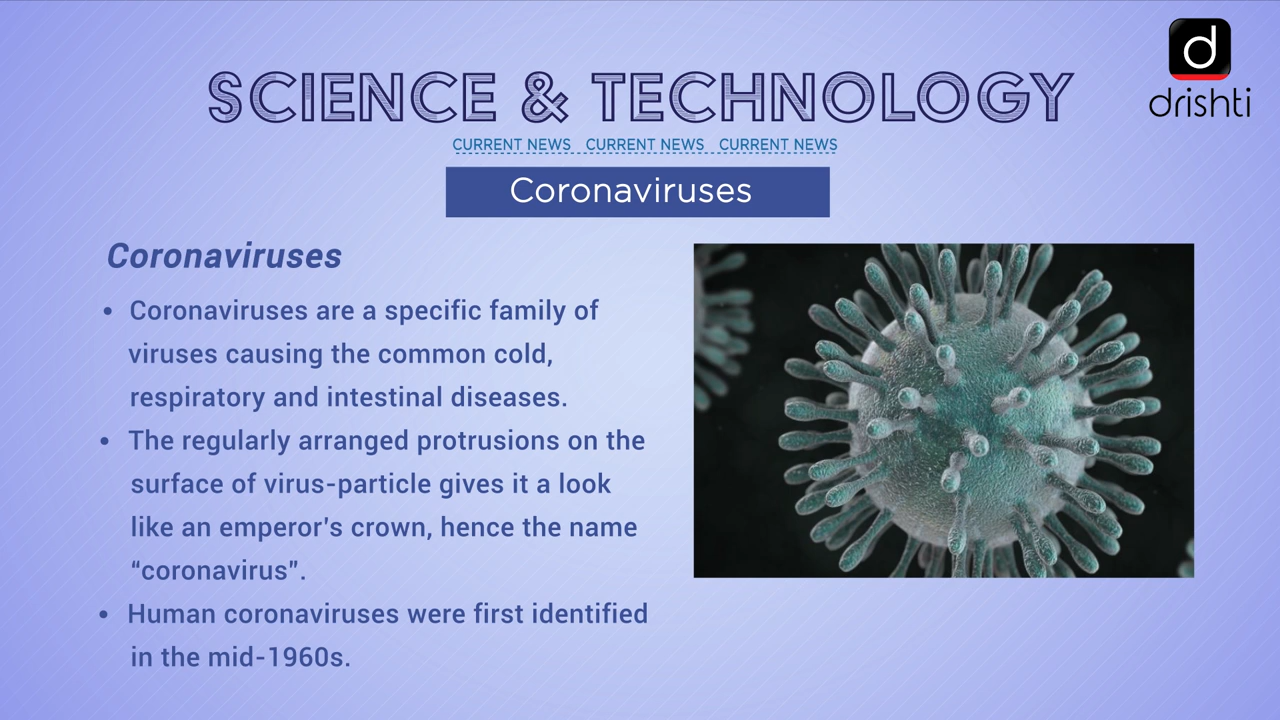 d
drishti
SCIENCE & TECHNOLOGY
CURRENT NEWS CURRENT NEWS CURRENT NEWS
Coronaviruses
Coronaviruses
• Coronaviruses are a specific family of
viruses causing the common cold,
respiratory and intestinal diseases.
• The regularly arranged protrusions on the
surface of virus-particle gives it a look
like an emperor's crown, hence the name
“coronavirus”.
• Human coronaviruses were first identified
in the mid-1960s.